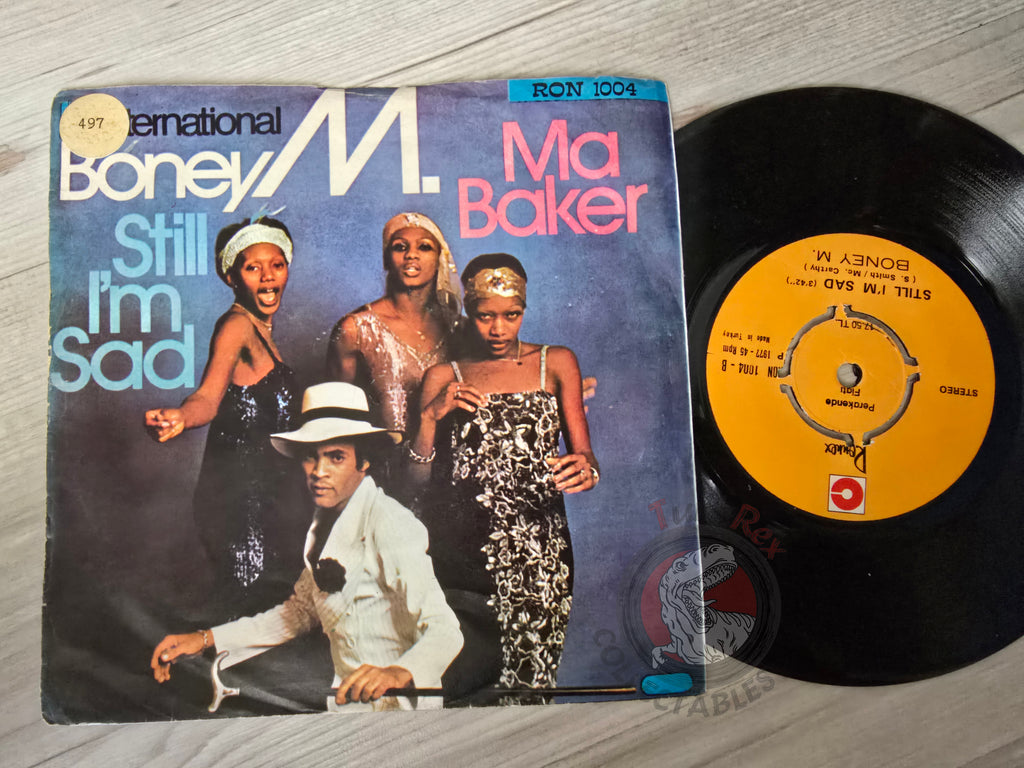 RON 1004
497
ternational
Boney M.
Ma
Baker
Still
I'm
Sad
STILL I'M SAD (3'42")
( S. Smith / Mc. Carthy )
BONEY M.
STEREO
17.50 TL.
Perakende
Fiatı
RON 1004 - B
P 1977 - 45 Rpm
Made in Turkey
Rex
COLLECTABLES